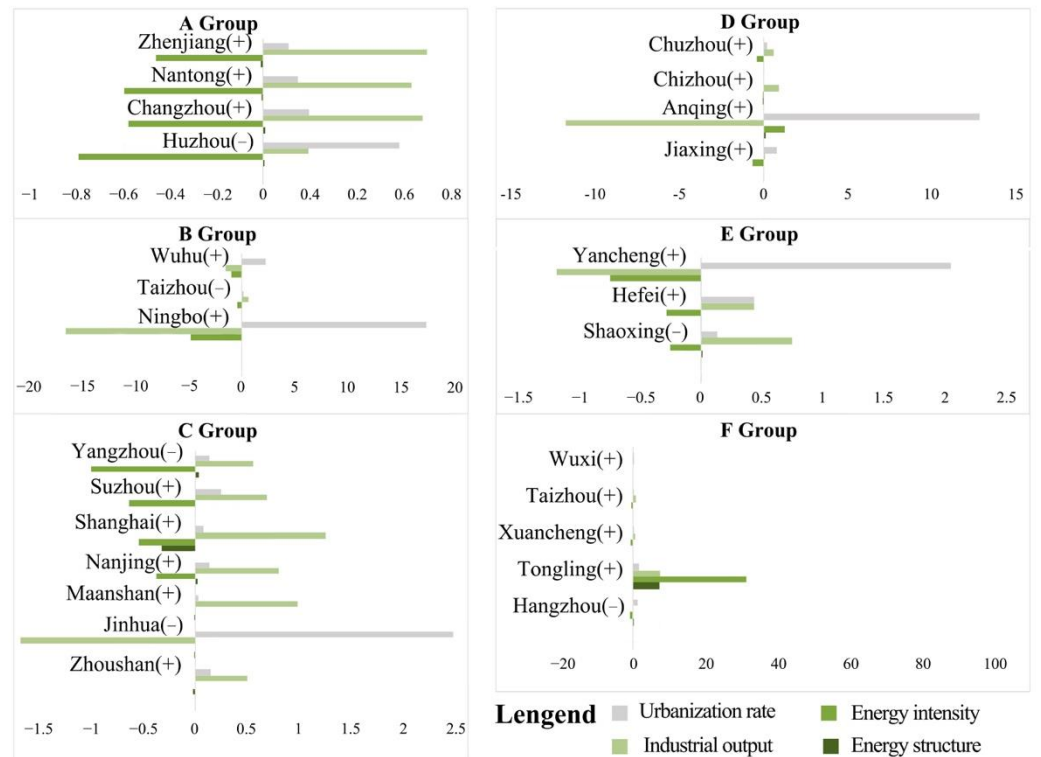 A Group
Zhenjiang(+)
Nantong(+)
Changzhou(+)
Huzhou(−)
−1 −0.8 −0.6 −0.4 −0.2 0 0.4 0.4 0.6 0.8
B Group
Wuhu(+)
Taizhou(−)
Ningbo(+)
−20 −15 −10 −5 0 5 10 15 20
C Group
Yangzhou(−)
Suzhou(+)
Shanghai(+)
Nanjing(+)
Maanshan(+)
Jinhua(−)
Zhoushan(+)
−1.5 −1 −0.5 0 0.5 1 1.5 2 2.5
D Group
Chuzhou(+)
Chizhou(+)
Anqing(+)
Jiaxing(+)
-15 -10 -5 0 5 10 15
E Group
Yancheng(+)
Hefei(+)
Shaoxing(−)
−1.5 −1 −0.5 0 0.5 1 1.5 2 2.5
F Group
Wuxi(+)
Taizhou(+)
Xuancheng(+)
Tongling(+)
Hangzhou(−)
−20 0 20 40 60 80 100
Lengend
Urbanization rate
Energy intensity
Industrial output
Energy structure